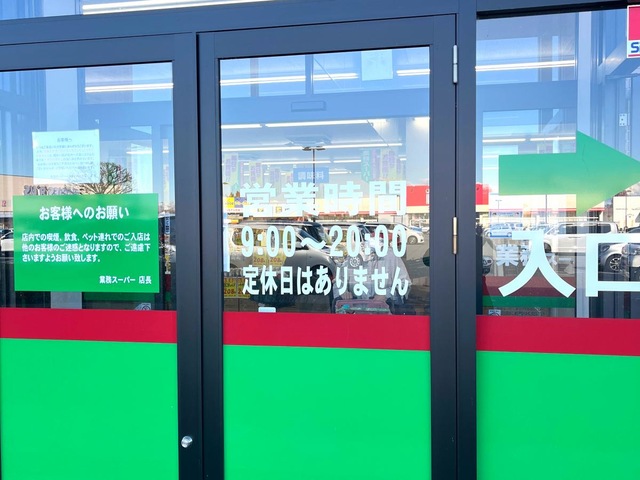 お客様へのお願い
店内での喫煙、飲食、ペット連れでのご入店は
他のお客様のご迷惑となりますので、ご遠慮下
さいますようお願い致します。
業務スーパー 店長
調味料
営業時間
9:00〜20:00
定休日はありません
入口